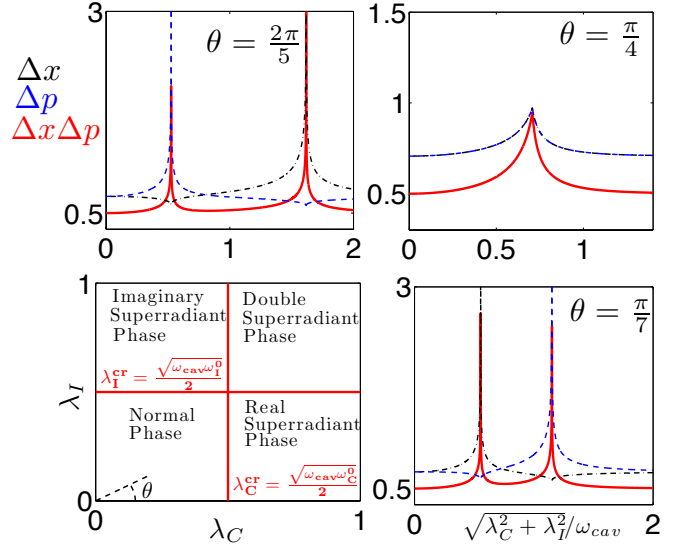 3
θ = 2π/5
Δx
Δp
ΔxΔp
0.5
0
1
2
1.5
θ = π/4
1
0.5
0
0.5
1
1
Imaginary
Superradiant
Phase
Double
Superradiant
Phase
λ_I^cr = √(ω_cav ω_I^0)/2
λ_I
Normal
Phase
Real
Superradiant
Phase
θ
λ_C^cr = √(ω_cav ω_C^0)/2
0
0
λ_C
1
3
θ = π/7
0.5
0
√(λ_C^2 + λ_I^2)/ω_cav
2